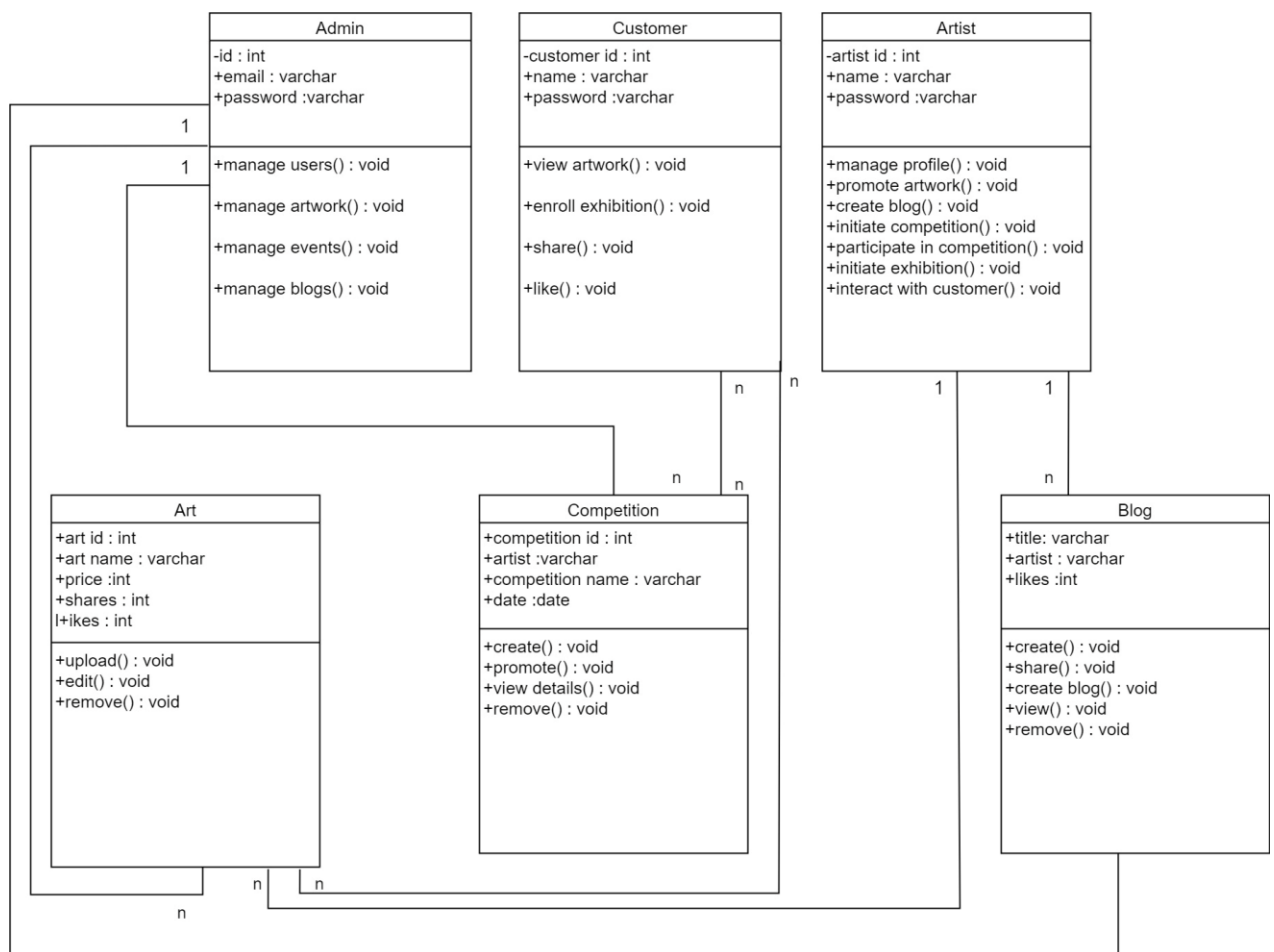 Admin
-id : int
+email : varchar
+password :varchar
+manage users() : void
+manage artwork() : void
+manage events() : void
+manage blogs() : void
Customer
-customer id : int
+name : varchar
+password :varchar
+view artwork() : void
+enroll exhibition() : void
+share() : void
+like() : void
Artist
-artist id : int
+name : varchar
+password :varchar
+manage profile() : void
+promote artwork() : void
+create blog() : void
+initiate competition() : void
+participate in competition() : void
+initiate exhibition() : void
+interact with customer() : void
1
1
n
n
1
1
n
n
n
Art
+art id : int
+art name : varchar
+price :int
+shares : int
l+ikes : int
+upload() : void
+edit() : void
+remove() : void
Competition
+competition id : int
+artist :varchar
+competition name : varchar
+date :date
+create() : void
+promote() : void
+view details() : void
+remove() : void
Blog
+title: varchar
+artist : varchar
+likes :int
+create() : void
+share() : void
+create blog() : void
+view() : void
+remove() : void
n
n
n